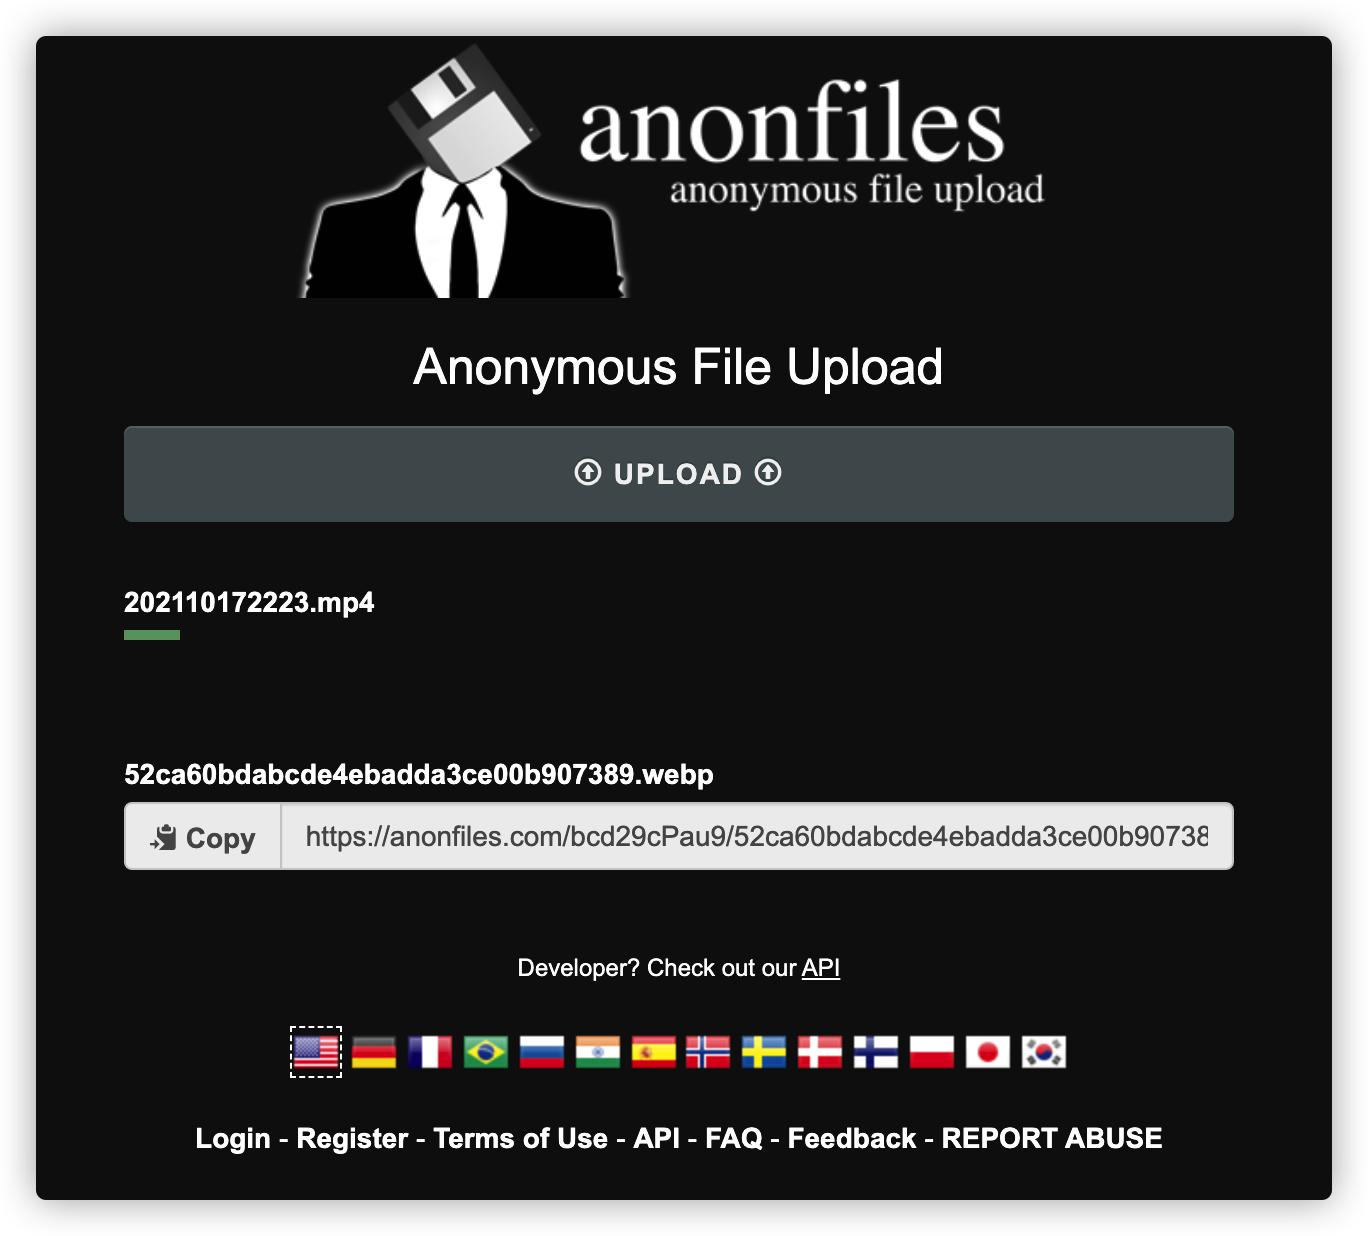 anonfiles
anonymous file upload
Anonymous File Upload
UPLOAD
202110172223.mp4
52ca60bdabcde4ebadda3ce00b907389.webp
Copy https://anonfiles.com/bcd29cPau9/52ca60bdabcde4ebadda3ce00b90738
Developer? Check out our API
Login - Register - Terms of Use - API - FAQ - Feedback - REPORT ABUSE